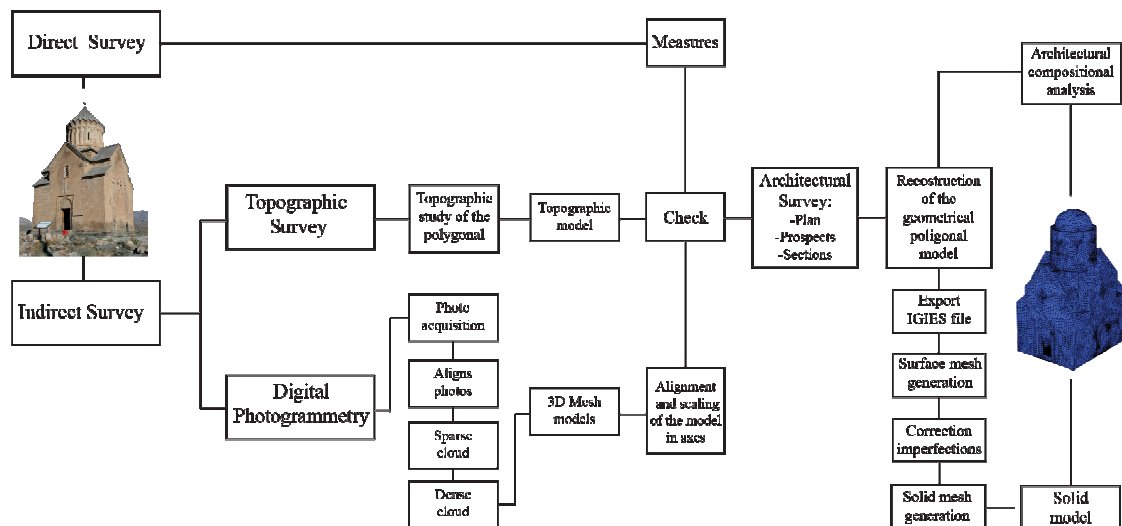 Direct Survey
Measures
Architectural
compositional
analysis
Topographic
Survey
Topographic
study of the
polygonal
Topographic
model
Check
Architectural
Survey:
-Plan
-Prospects
-Sections
Recostruction
of the
geometrical
poligonal
model
Indirect Survey
Photo
acquisition
Export
IGIES file
Digital
Photogrammetry
Aligns
photos
3D Mesh
models
Alignment
and scaling
of the model
in axes
Surface mesh
generation
Sparse
cloud
Correction
imperfections
Dense
cloud
Solid mesh
generation
Solid
model